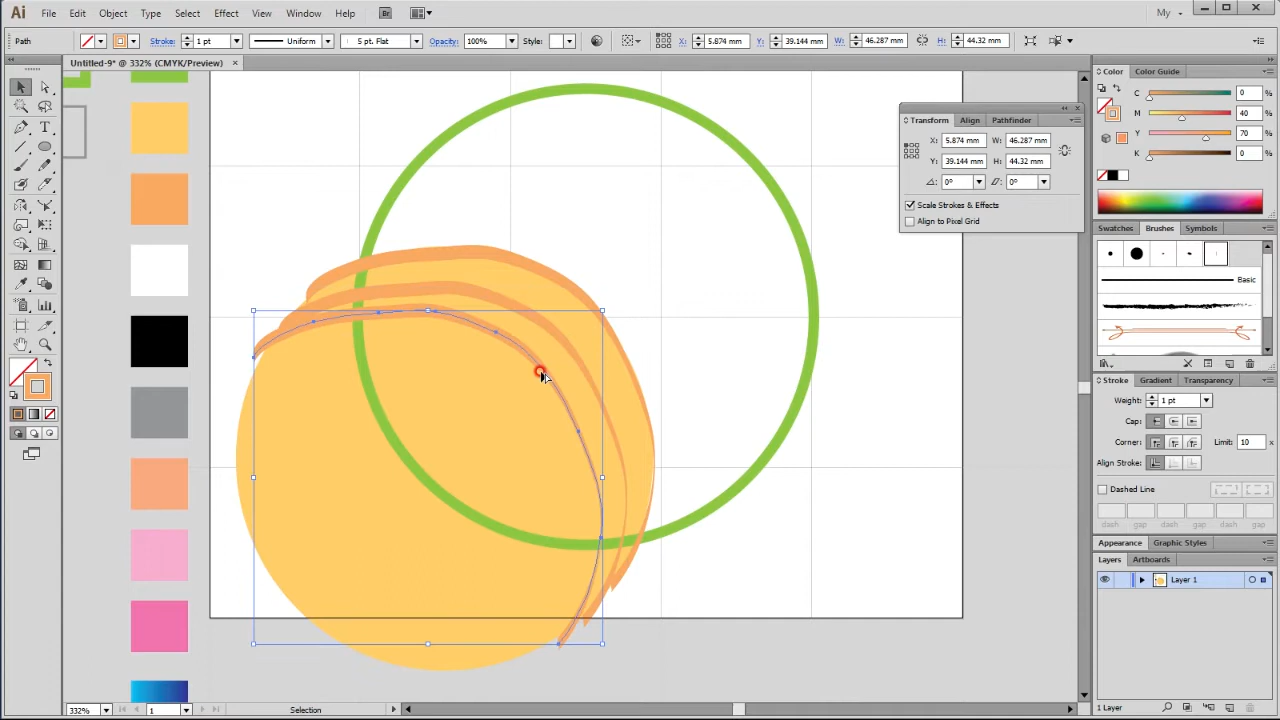 Ai File Edit Object Type Select Effect View Window Help Br My
Path Stroke: 1 pt Uniform 5 pt. Flat Opacity: 100% Style: X: 5.874 mm Y: 39.144 mm W: 46.287 mm H: 44.32 mm
Untitled-9* @ 332% (CMYK/Preview) ×
Color Color Guide
C 0 %
M 40 %
Y 70 %
K 0 %
Transform Align Pathfinder
X: 5.874 mm W: 46.287 mm
Y: 39.144 mm H: 44.32 mm
0° 0°
Scale Strokes & Effects
Align to Pixel Grid
Swatches Brushes Symbols
Basic
Stroke Gradient Transparency
Weight: 1 pt
Cap:
Corner: Limit: 10 x
Align Stroke:
Dashed Line
dash gap dash gap dash gap
Appearance Graphic Styles
Layers Artboards
Layer 1
1 Layer
332% 1 Selection